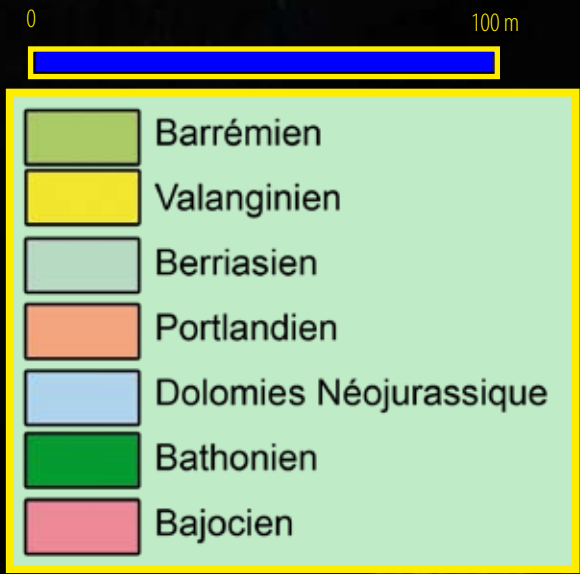 0 100 m
Barrémien
Valanginien
Berriasien
Portlandien
Dolomies Néojurassique
Bathonien
Bajocien